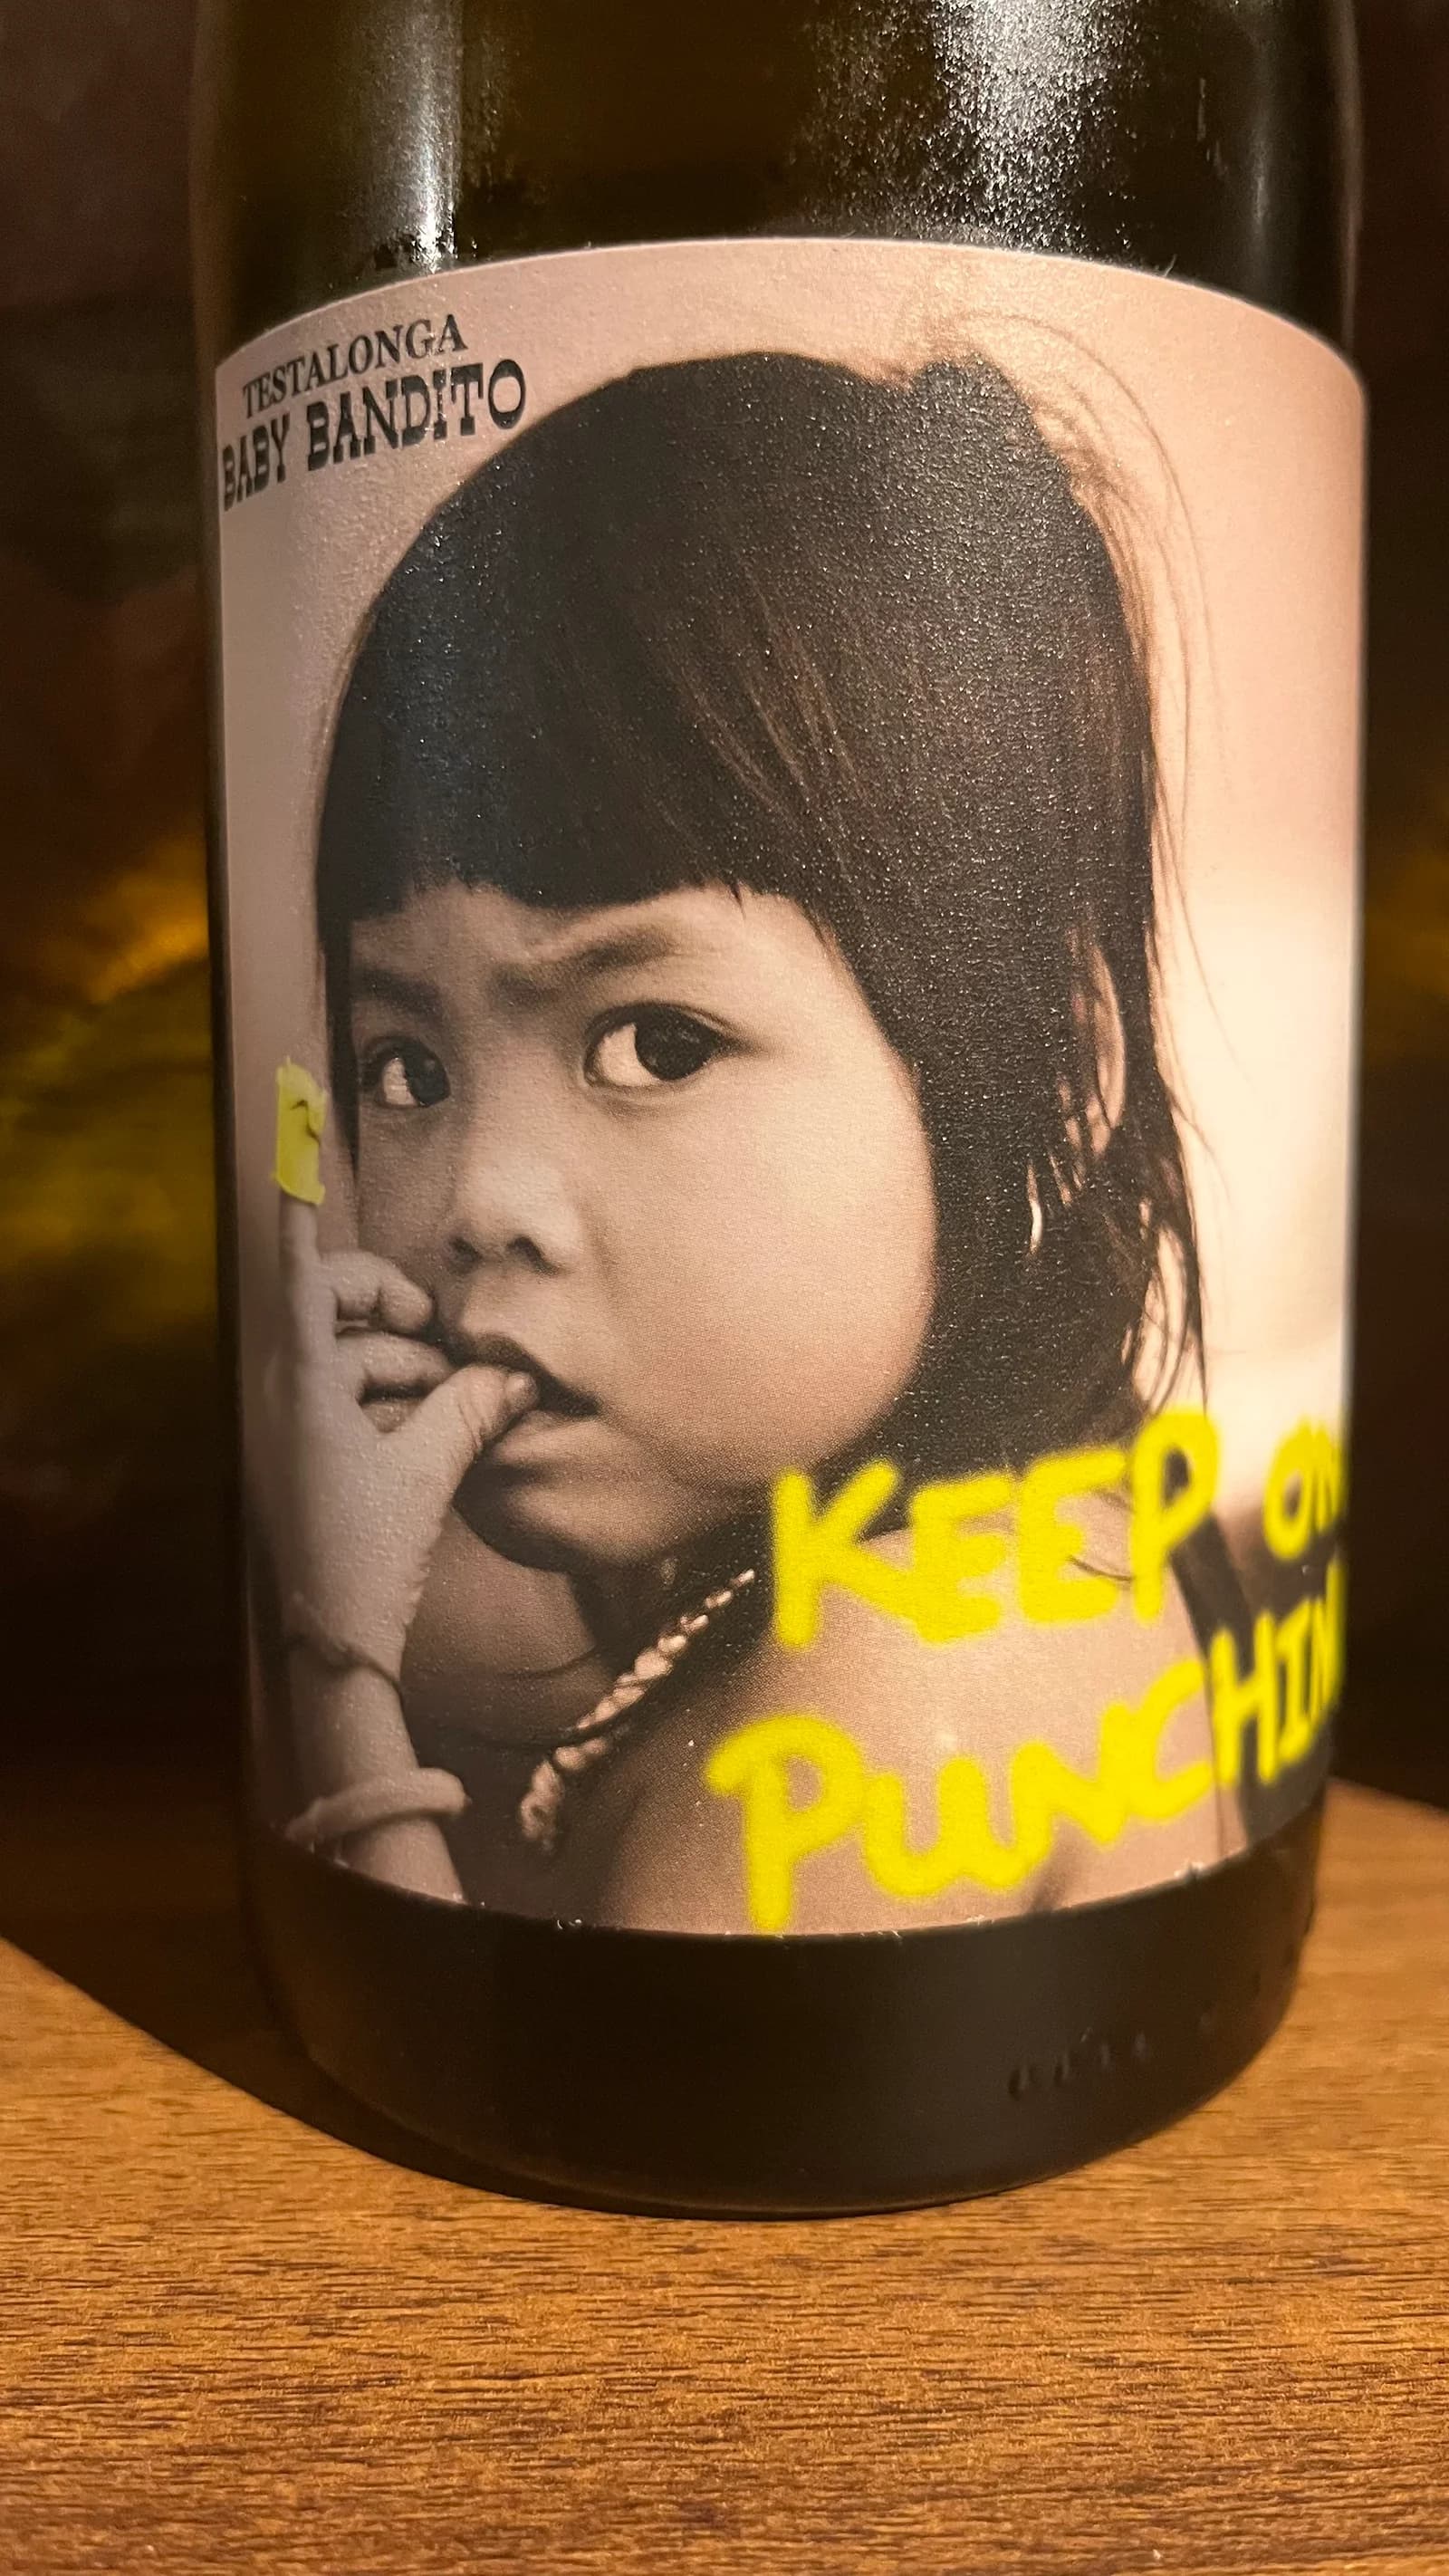 TESTALONGA
BABY BANDITO
KEEP ON
PUNCHIN